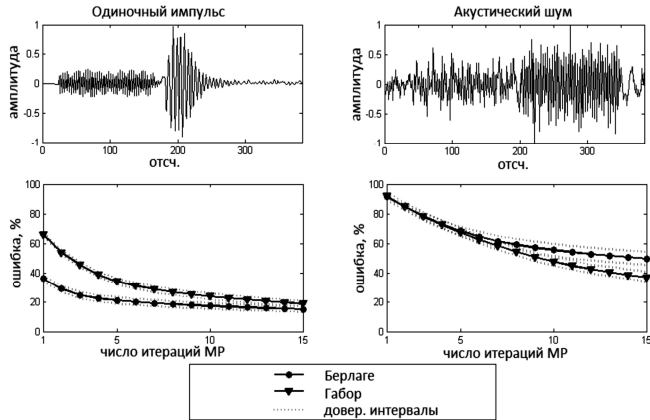 Одиночный импульс
амплитуда
1
0.5
0
-0.5
-1
0 100 200 300
отсч.
Акустический шум
амплитуда
1
0.5
0
-0.5
-1
0 100 200 300
отсч.
ошибка, %
100
80
60
40
20
0
1 5 10 15
число итераций МР
ошибка, %
100
80
60
40
20
0
1 5 10 15
число итераций МР
Берлаге
Габор
довер. интервалы